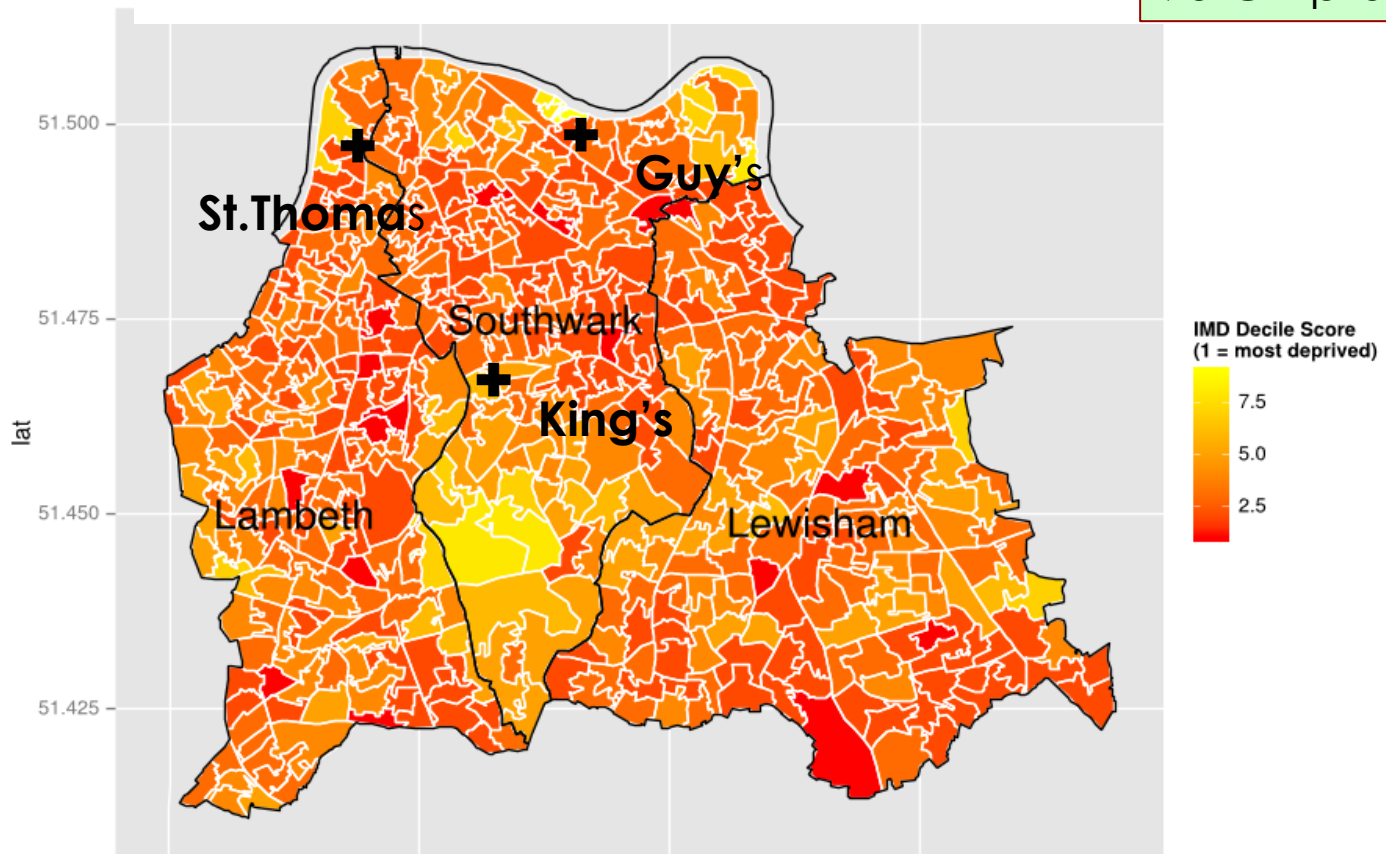 51.500
Guy's
St.Thomas
51.475
Southwark
IMD Decile Score
(1 = most deprived)
7.5
lat
King's
5.0
51.450
Lambeth
Lewisham
2.5
51.425